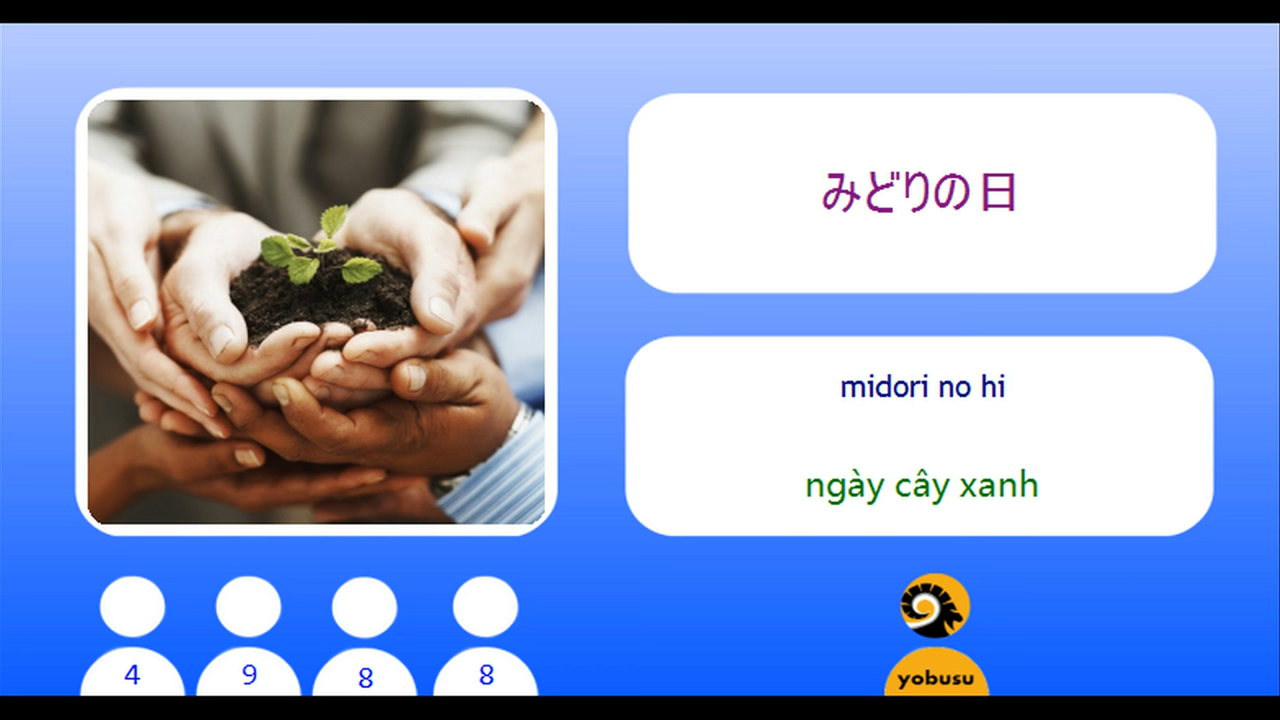 みどりの日
midori no hi
ngày cây xanh
4 9 8 8
yobusu